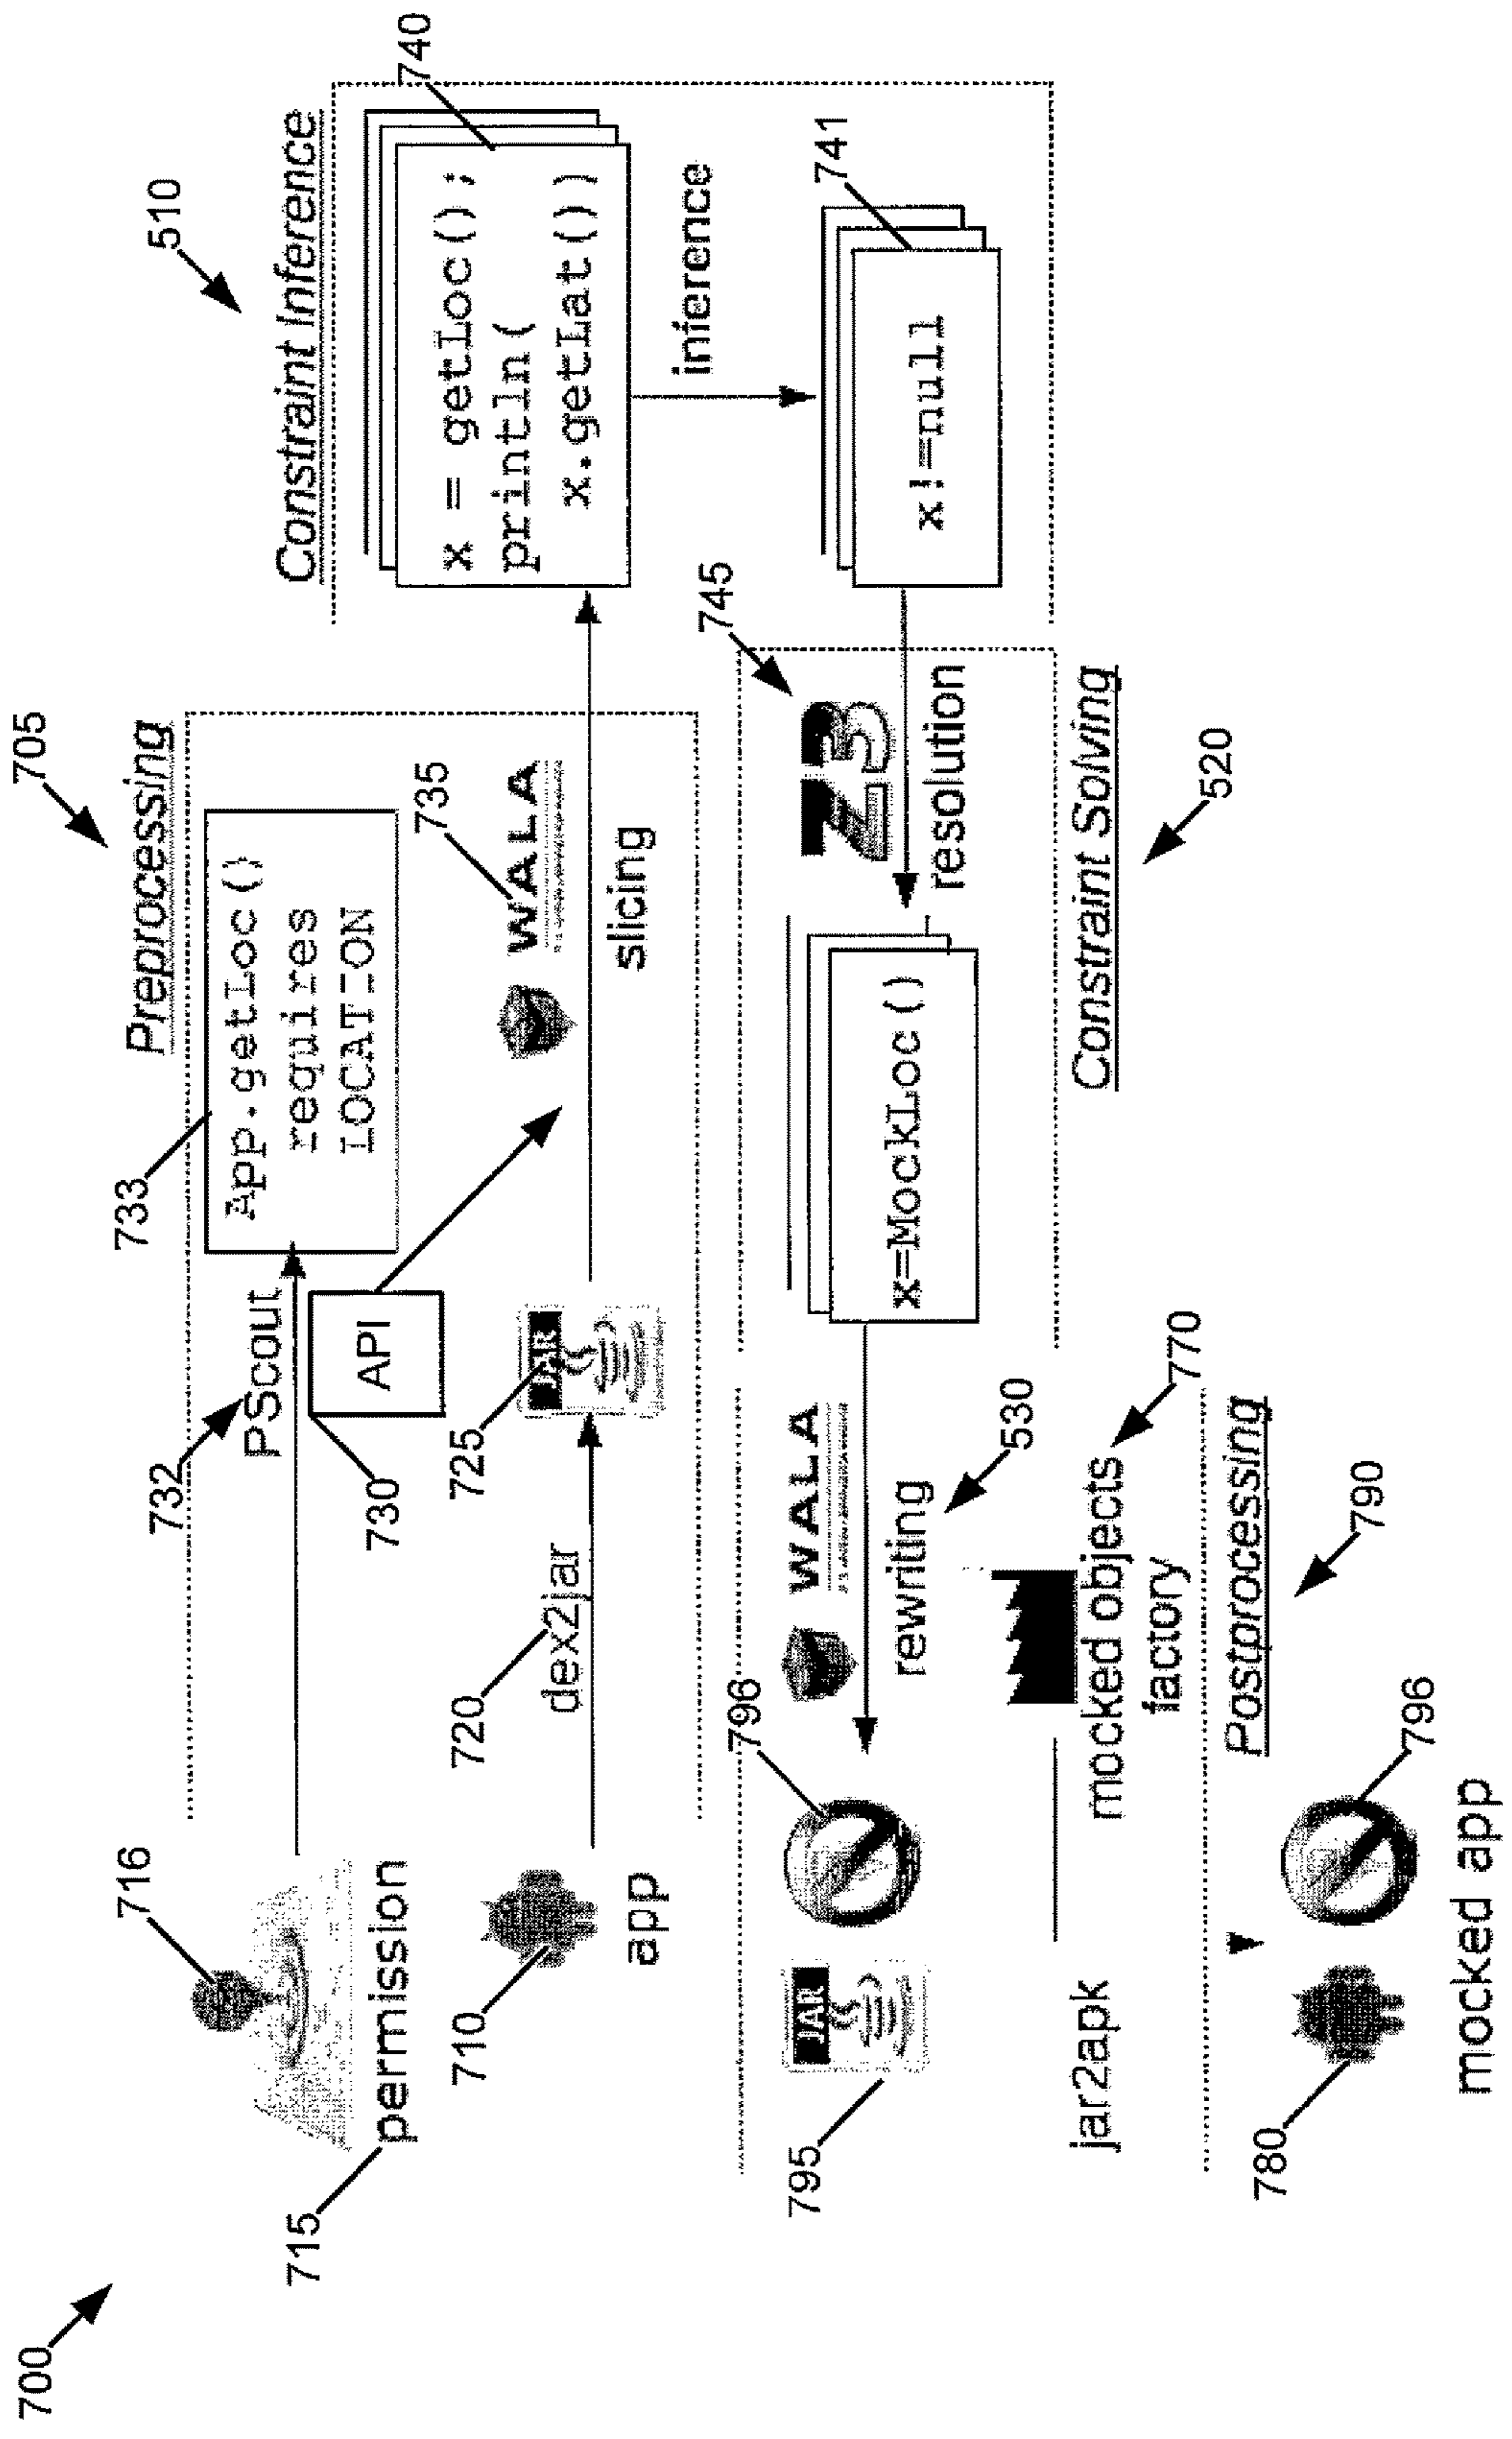 700
705
Preprocessing
510
Constraint Inference
716
715
permission
732
PScout
733
App.getLoc()
requires
LOCATION
730
API
710
app
720
dex2jar
725
JAR
735
WALA
slicing
740
x = getLoc();
println(
x.getLat())
inference
741
x!=null
745
Z3
resolution
Constraint Solving
520
x=MockLoc()
WALA
rewriting
530
796
795
JAR
mocked objects
factory
770
jar2apk
Postprocessing
790
780
796
mocked app